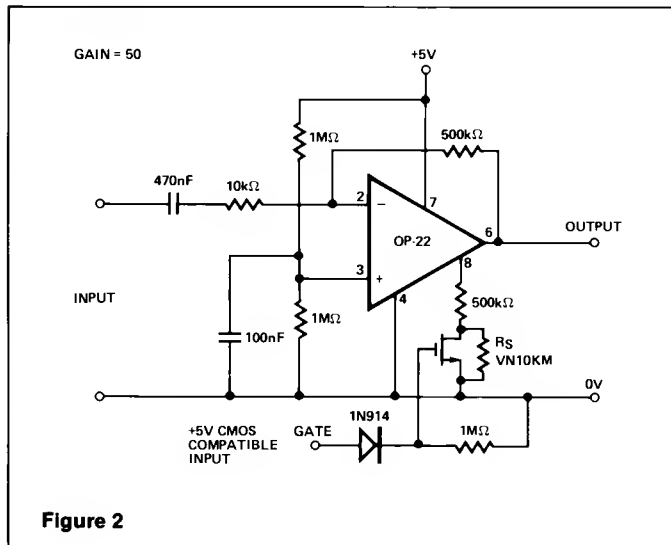 GAIN = 50
+5V
1MΩ
500kΩ
470nF
10kΩ
2
−
7
OP-22
6
OUTPUT
3
+
4
8
INPUT
100nF
1MΩ
500kΩ
RS
VN10KM
0V
+5V CMOS
COMPATIBLE
INPUT
GATE
1N914
1MΩ
Figure 2